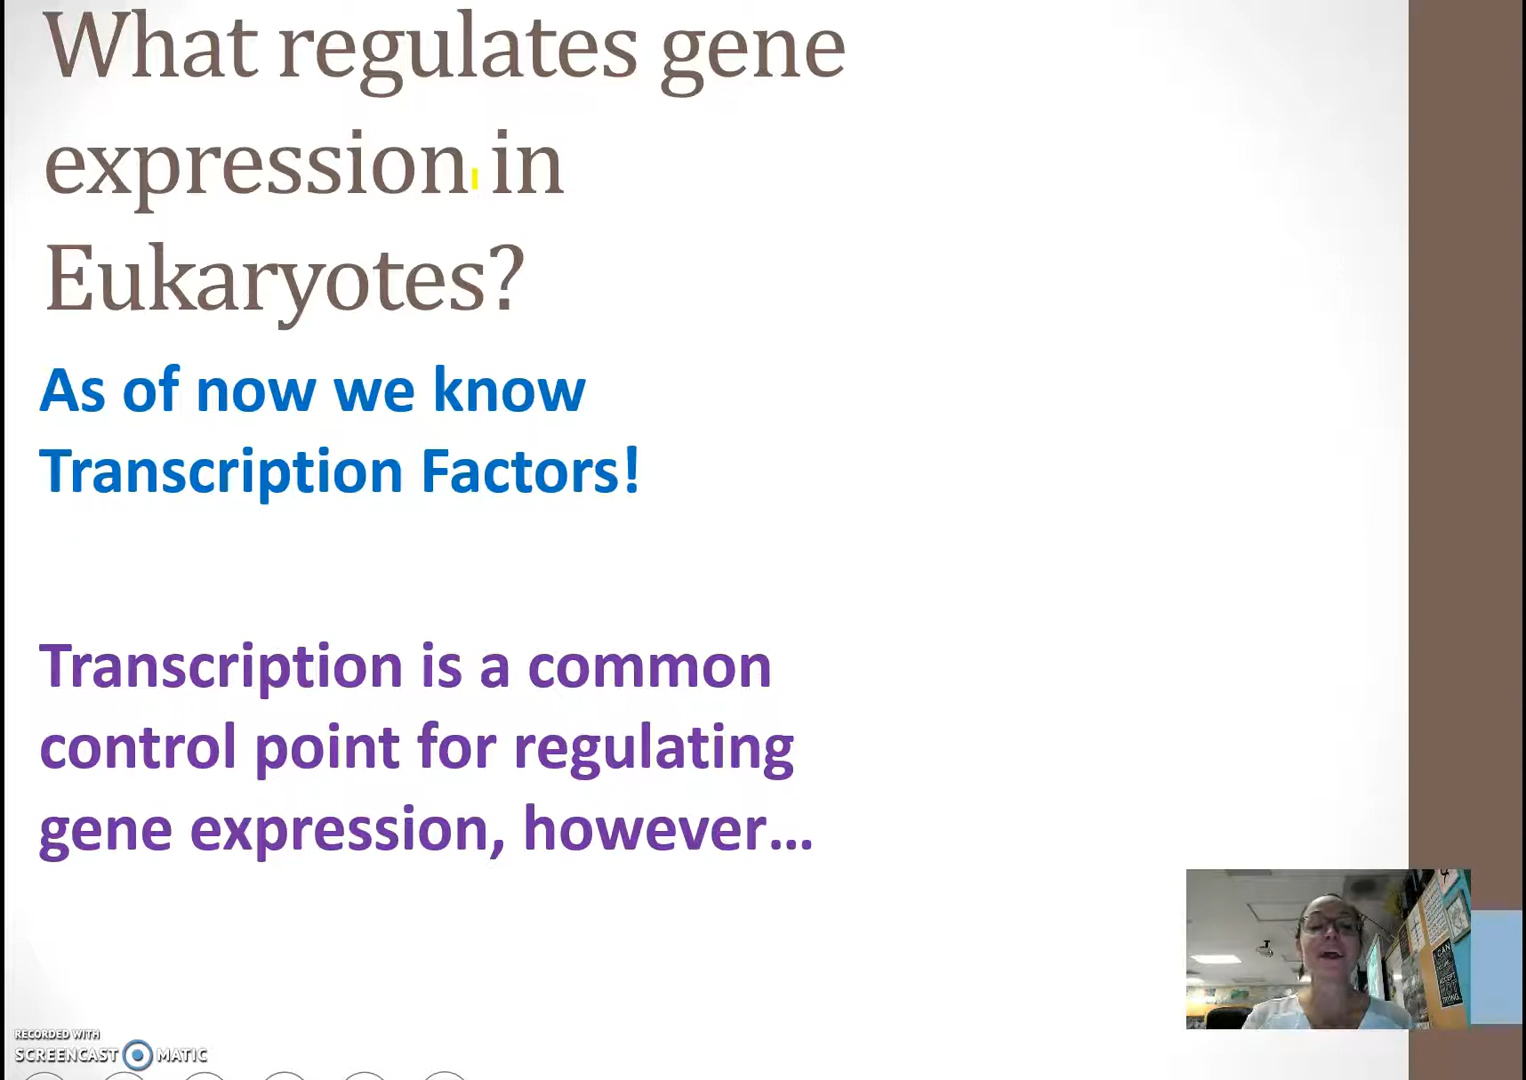 What regulates gene
expression in
Eukaryotes?
As of now we know
Transcription Factors!
Transcription is a common
control point for regulating
gene expression, however...
RECORDED WITH
SCREENCAST MATIC